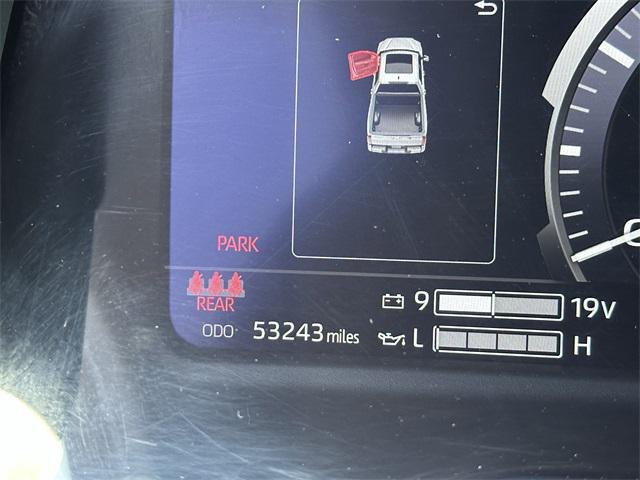 PARK
REAR
ODO 53243 miles
9 19V
L H